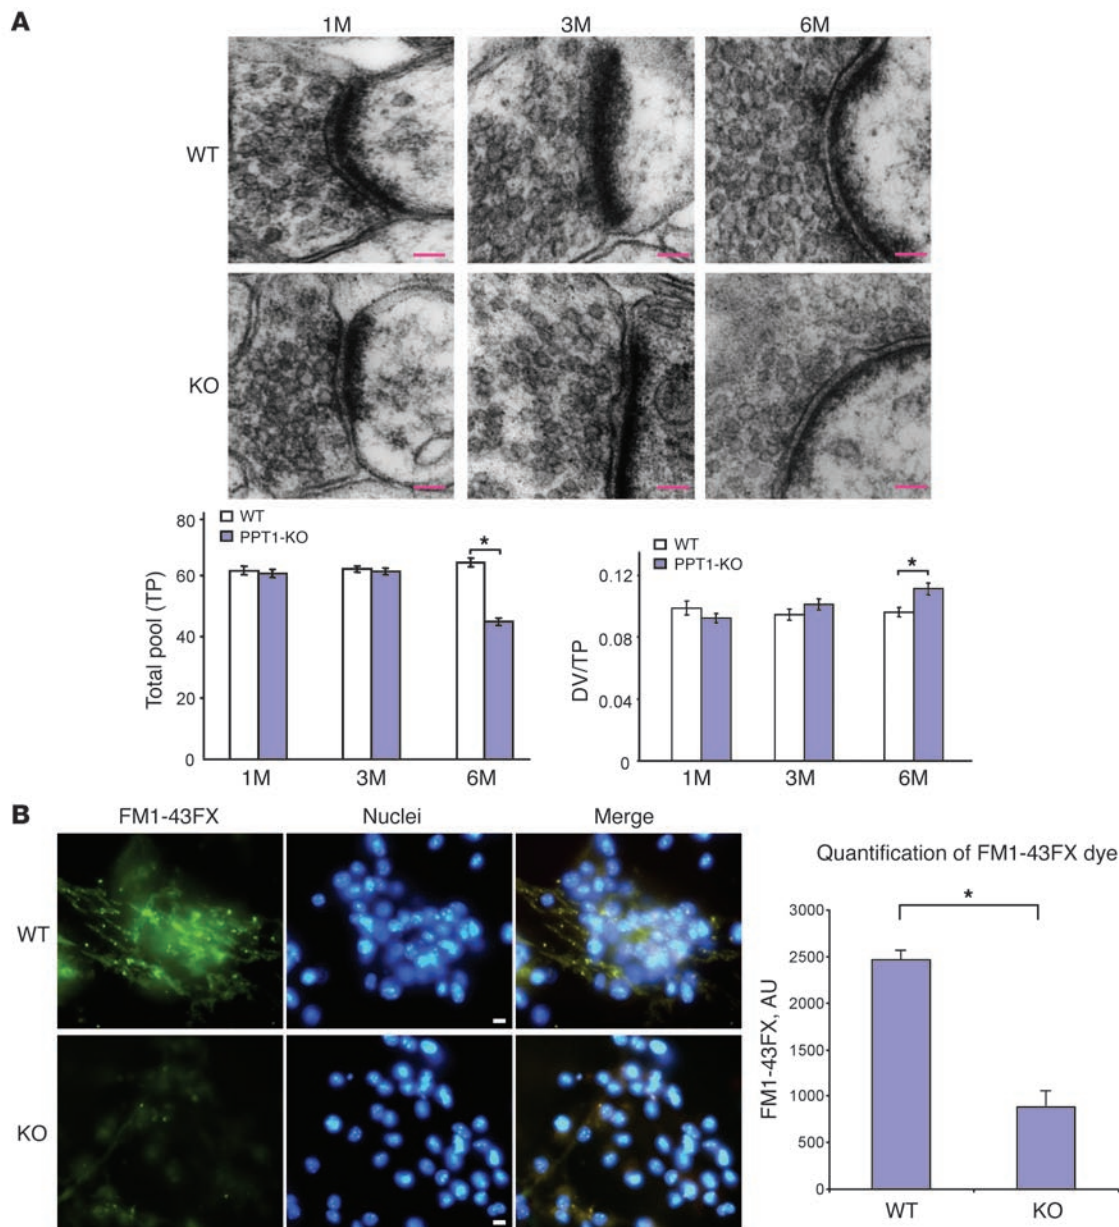 A
1M 3M 6M
WT
KO
WT
PPT1-KO
*
80
60
40
20
0
Total pool (TP)
1M 3M 6M
WT
PPT1-KO
*
0.12
0.08
0.04
0
DV/TP
1M 3M 6M
B
FM1-43FX Nuclei Merge
WT
KO
Quantification of FM1-43FX dye
*
3000
2500
2000
1500
1000
500
0
FM1-43FX, AU
WT KO